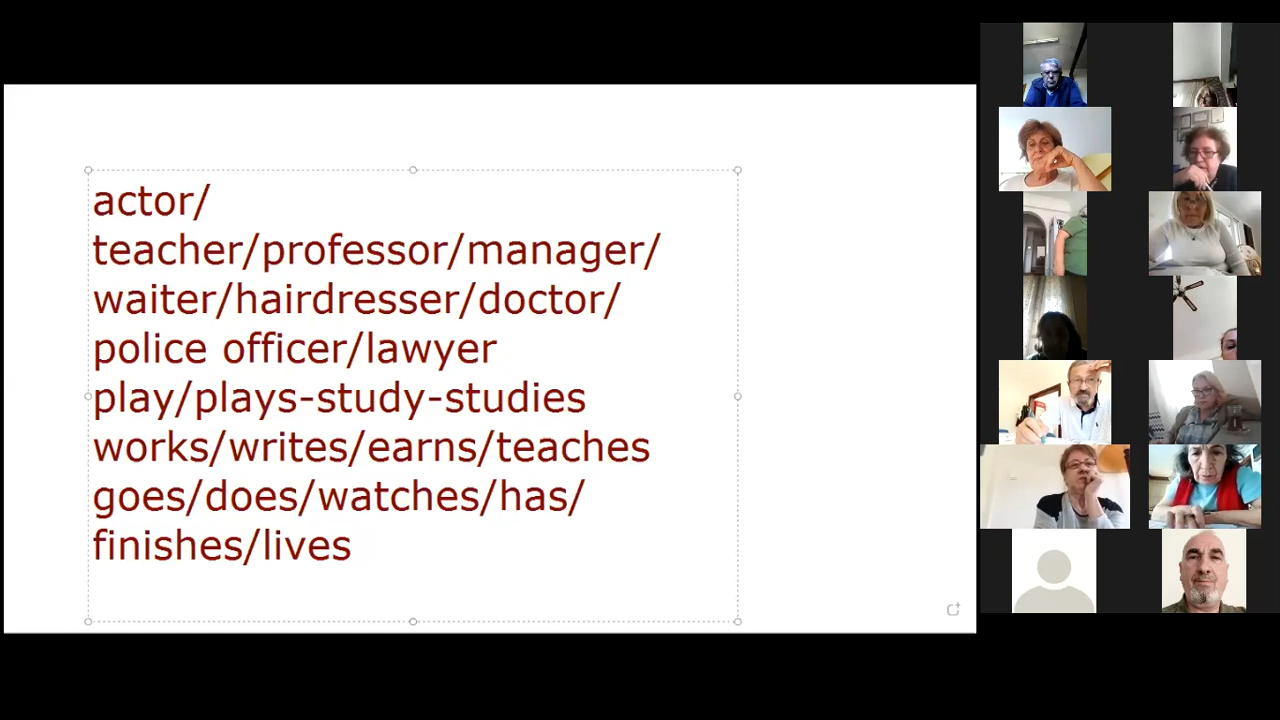 actor/
teacher/professor/manager/
waiter/hairdresser/doctor/
police officer/lawyer
play/plays-study-studies
works/writes/earns/teaches
goes/does/watches/has/
finishes/lives